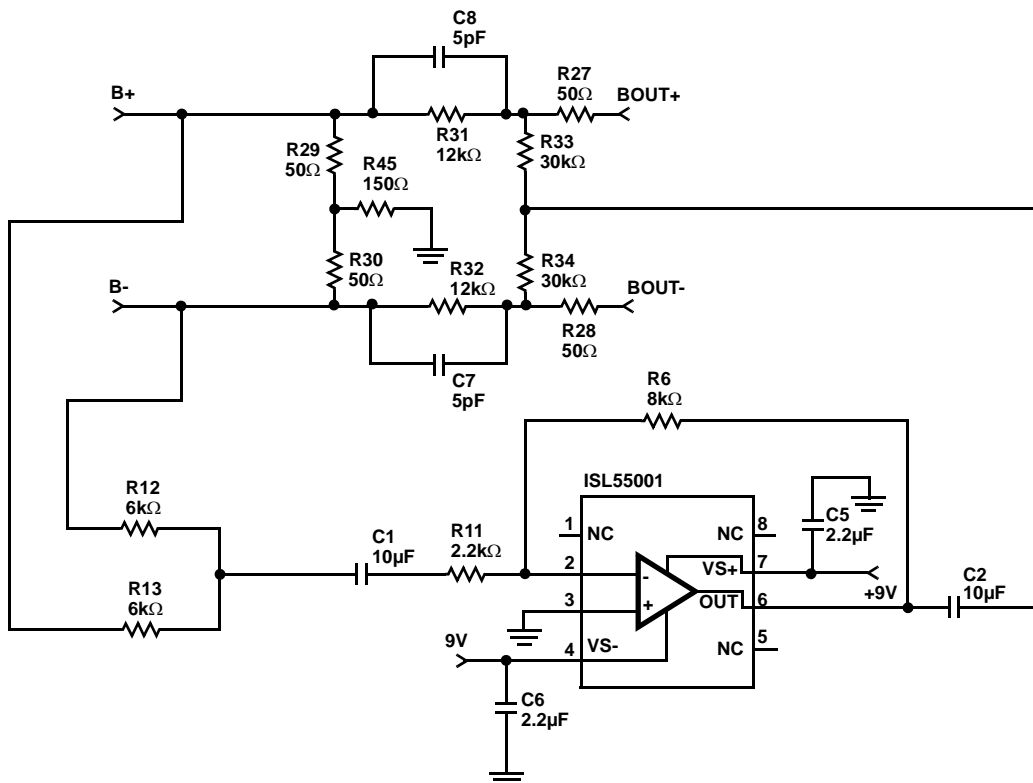 C8
5pF
B+
R27
50Ω
BOUT+
R31
12kΩ
R33
30kΩ
R29
50Ω
R45
150Ω
R30
50Ω
R32
12kΩ
R34
30kΩ
B-
BOUT-
R28
50Ω
C7
5pF
R6
8kΩ
ISL55001
R12
6kΩ
C1
10µF
R11
2.2kΩ
1
NC
8
NC
C5
2.2µF
2
-
VS+
7
+9V
R13
6kΩ
3
+
OUT
6
C2
10µF
9V
4
VS-
NC
5
C6
2.2µF